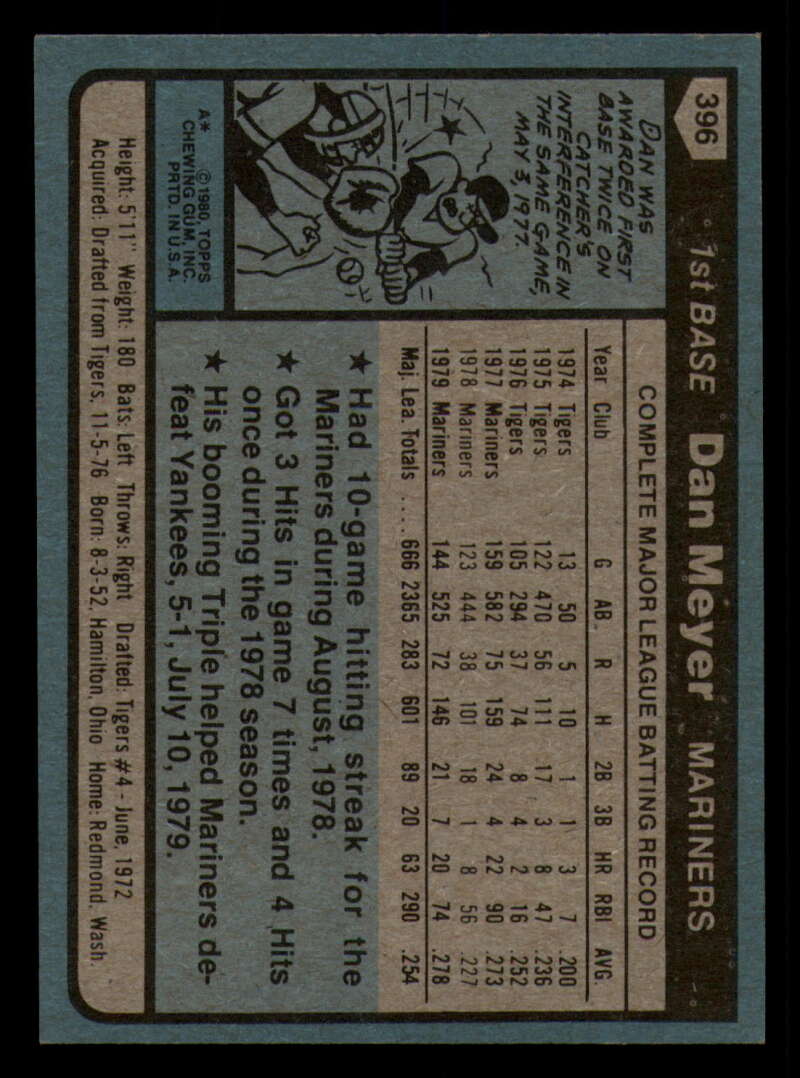 396
1st BASE Dan Meyer MARINERS
DAN WAS
AWARDED FIRST
BASE TWICE ON
CATCHER'S
INTERFERENCE IN
THE SAME GAME,
MAY 3, 1977.
COMPLETE MAJOR LEAGUE BATTING RECORD
Year Club G AB R H 2B 3B HR RBI AVG.
1974 Tigers 13 50 5 10 1 1 3 7 .200
1975 Tigers 122 470 56 111 17 3 8 47 .236
1976 Tigers 105 294 37 74 8 4 2 16 .252
1977 Mariners 159 582 75 159 24 4 22 90 .273
1978 Mariners 123 444 38 101 18 1 8 56 .227
1979 Mariners 144 525 72 146 21 7 20 74 .278
Maj. Lea. Totals .... 666 2365 283 601 89 20 63 290 .254
★ Had 10-game hitting streak for the
Mariners during August, 1978.
★ Got 3 Hits in game 7 times and 4 Hits
once during the 1978 season.
★ His booming Triple helped Mariners de-
feat Yankees, 5-1, July 10, 1979.
A* © 1980, TOPPS
CHEWING GUM, INC.
PRTD. IN U.S.A.
Height: 5'11" Weight: 180 Bats: Left Throws: Right Drafted: Tigers #4 - June, 1972
Acquired: Drafted from Tigers, 11-5-76 Born: 8-3-52, Hamilton, Ohio Home: Redmond, Wash.